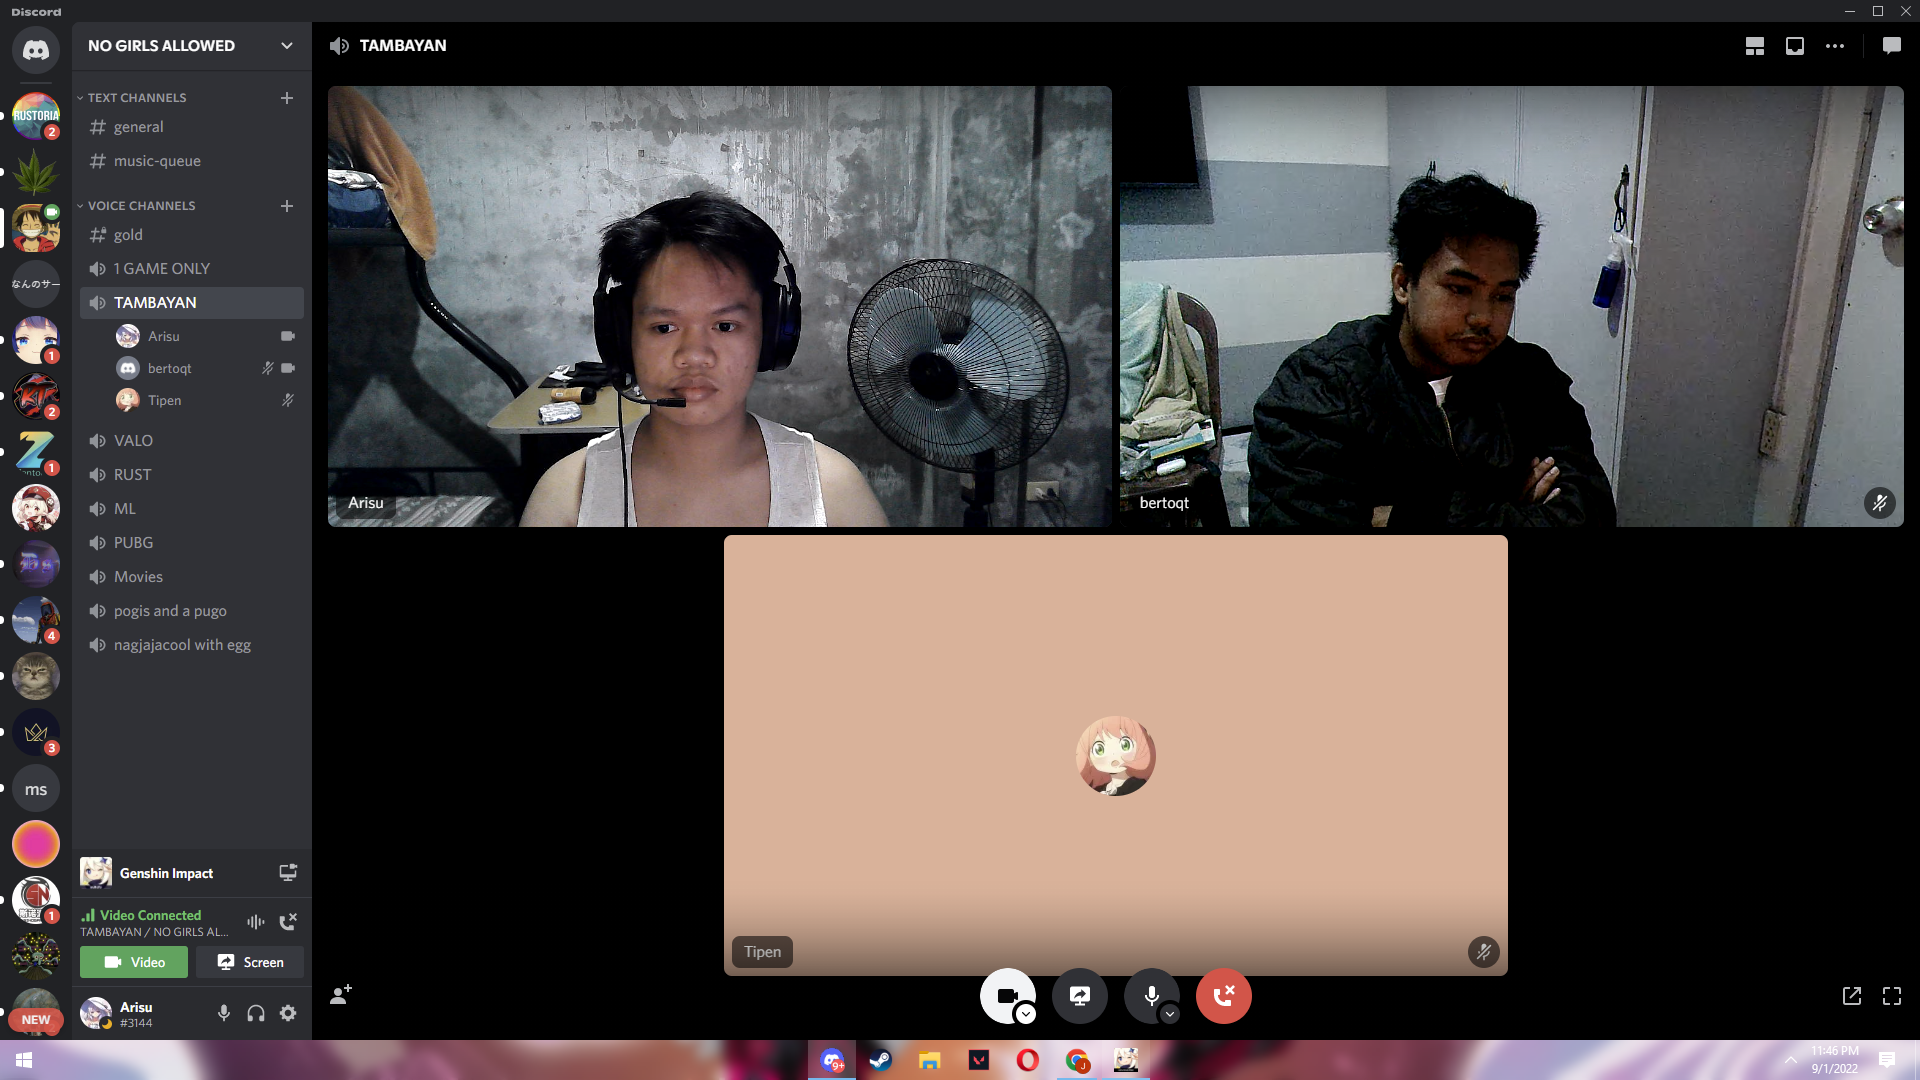 Discord
NO GIRLS ALLOWED
TAMBAYAN
TEXT CHANNELS
general
music-queue
VOICE CHANNELS
gold
1 GAME ONLY
TAMBAYAN
Arisu
bertoqt
Tipen
VALO
RUST
ML
PUBG
Movies
pogis and a pugo
nagjajacool with egg
RUSTORIA
2
なんのサー
1
2
1
4
3
ms
1
NEW
Genshin Impact
Video Connected
TAMBAYAN / NO GIRLS AL...
Video
Screen
Arisu
#3144
Arisu
bertoqt
Tipen
9+
J
11:46 PM
9/1/2022